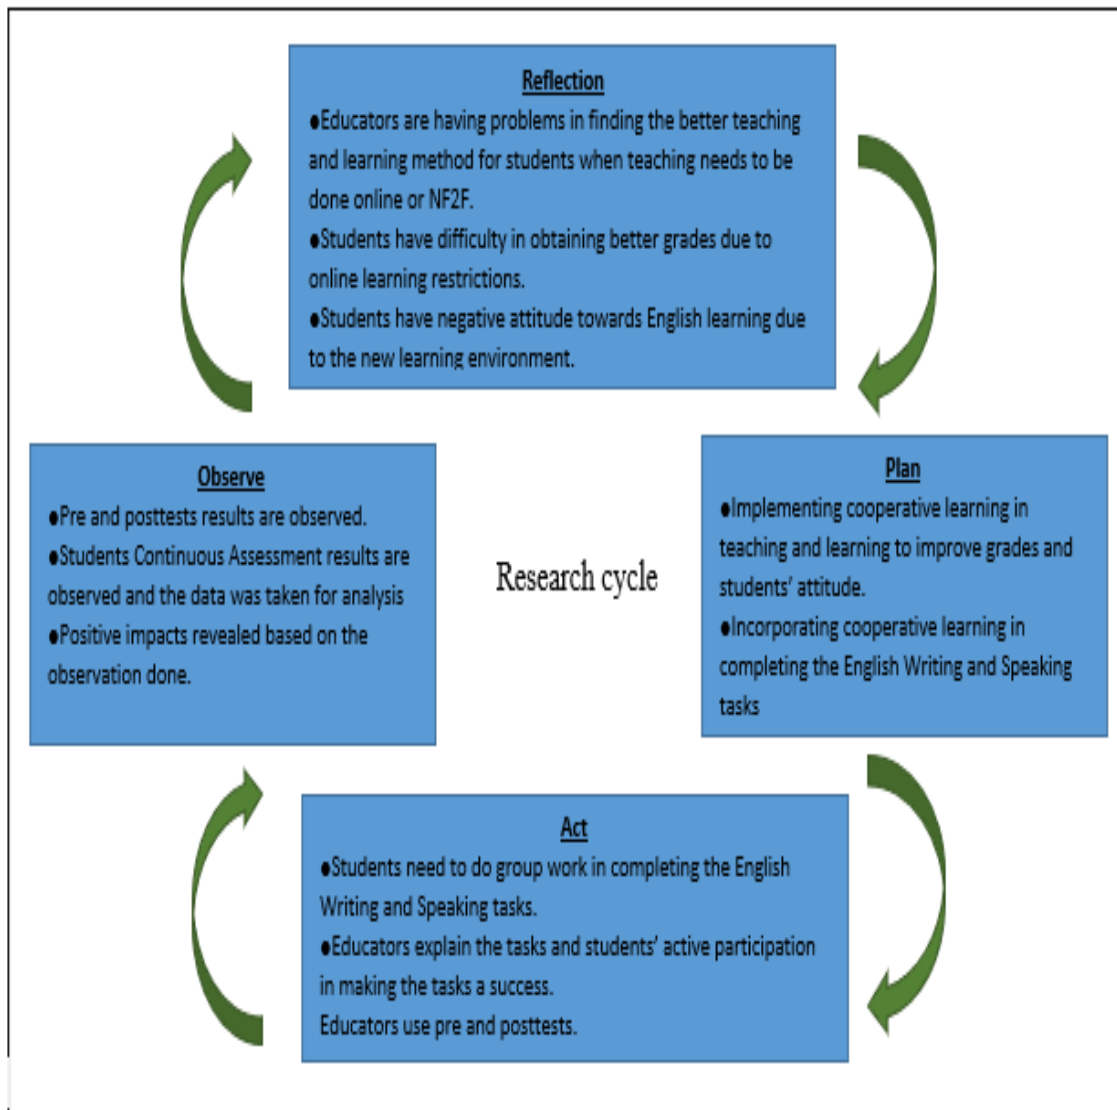 Reflection
●Educators are having problems in finding the better teaching
and learning method for students when teaching needs to be
done online or NF2F.
●Students have difficulty in obtaining better grades due to
online learning restrictions.
●Students have negative attitude towards English learning due
to the new learning environment.
Plan
●Implementing cooperative learning in
teaching and learning to improve grades and
students’ attitude.
●Incorporating cooperative learning in
completing the English Writing and Speaking
tasks
Act
●Students need to do group work in completing the English
Writing and Speaking tasks.
●Educators explain the tasks and students’ active participation
in making the tasks a success.
Educators use pre and posttests.
Observe
●Pre and posttests results are observed.
●Students Continuous Assessment results are
observed and the data was taken for analysis
●Positive impacts revealed based on the
observation done.
Research cycle